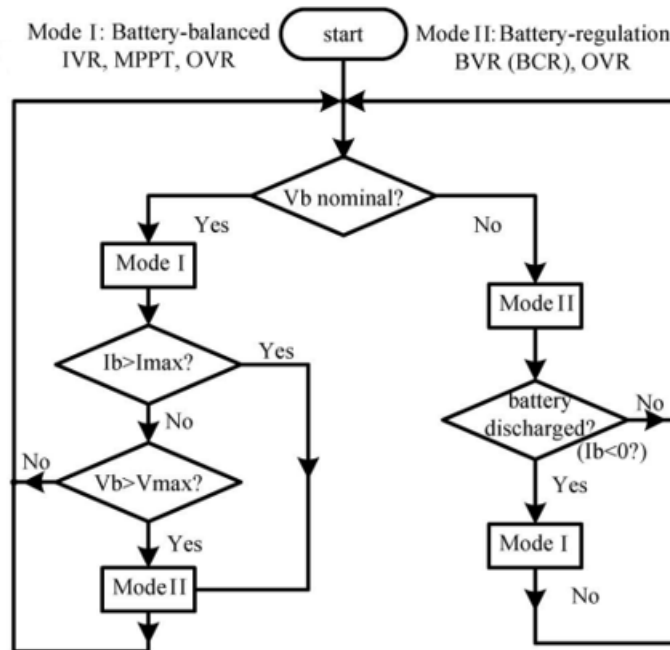 Mode I: Battery-balanced
IVR, MPPT, OVR
start
Mode II: Battery-regulation
BVR (BCR), OVR
Vb nominal?
Yes
No
Mode I
Mode II
Ib>Imax?
Yes
No
battery
discharged?
No
(Ib<0?)
No
Vb>Vmax?
Yes
Yes
Mode I
Mode II
No